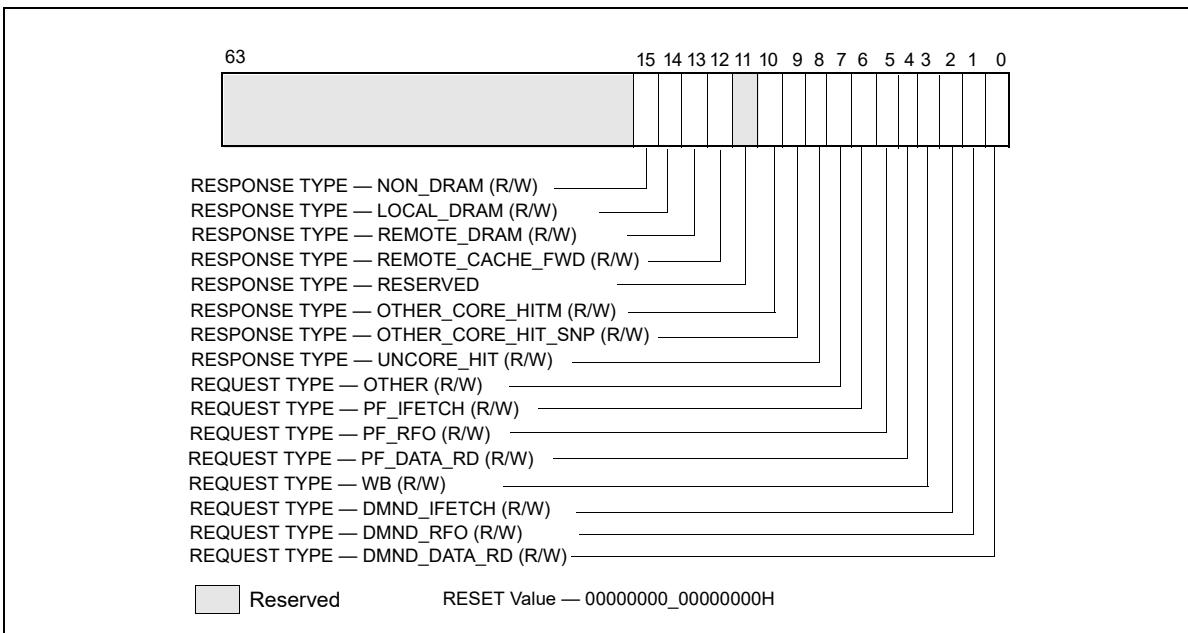 63 15 14 13 12 11 10 9 8 7 6 5 4 3 2 1 0
RESPONSE TYPE — NON_DRAM (R/W)
RESPONSE TYPE — LOCAL_DRAM (R/W)
RESPONSE TYPE — REMOTE_DRAM (R/W)
RESPONSE TYPE — REMOTE_CACHE_FWD (R/W)
RESPONSE TYPE — RESERVED
RESPONSE TYPE — OTHER_CORE_HITM (R/W)
RESPONSE TYPE — OTHER_CORE_HIT_SNP (R/W)
RESPONSE TYPE — UNCORE_HIT (R/W)
REQUEST TYPE — OTHER (R/W)
REQUEST TYPE — PF_IFETCH (R/W)
REQUEST TYPE — PF_RFO (R/W)
REQUEST TYPE — PF_DATA_RD (R/W)
REQUEST TYPE — WB (R/W)
REQUEST TYPE — DMND_IFETCH (R/W)
REQUEST TYPE — DMND_RFO (R/W)
REQUEST TYPE — DMND_DATA_RD (R/W)
Reserved RESET Value — 00000000_00000000H